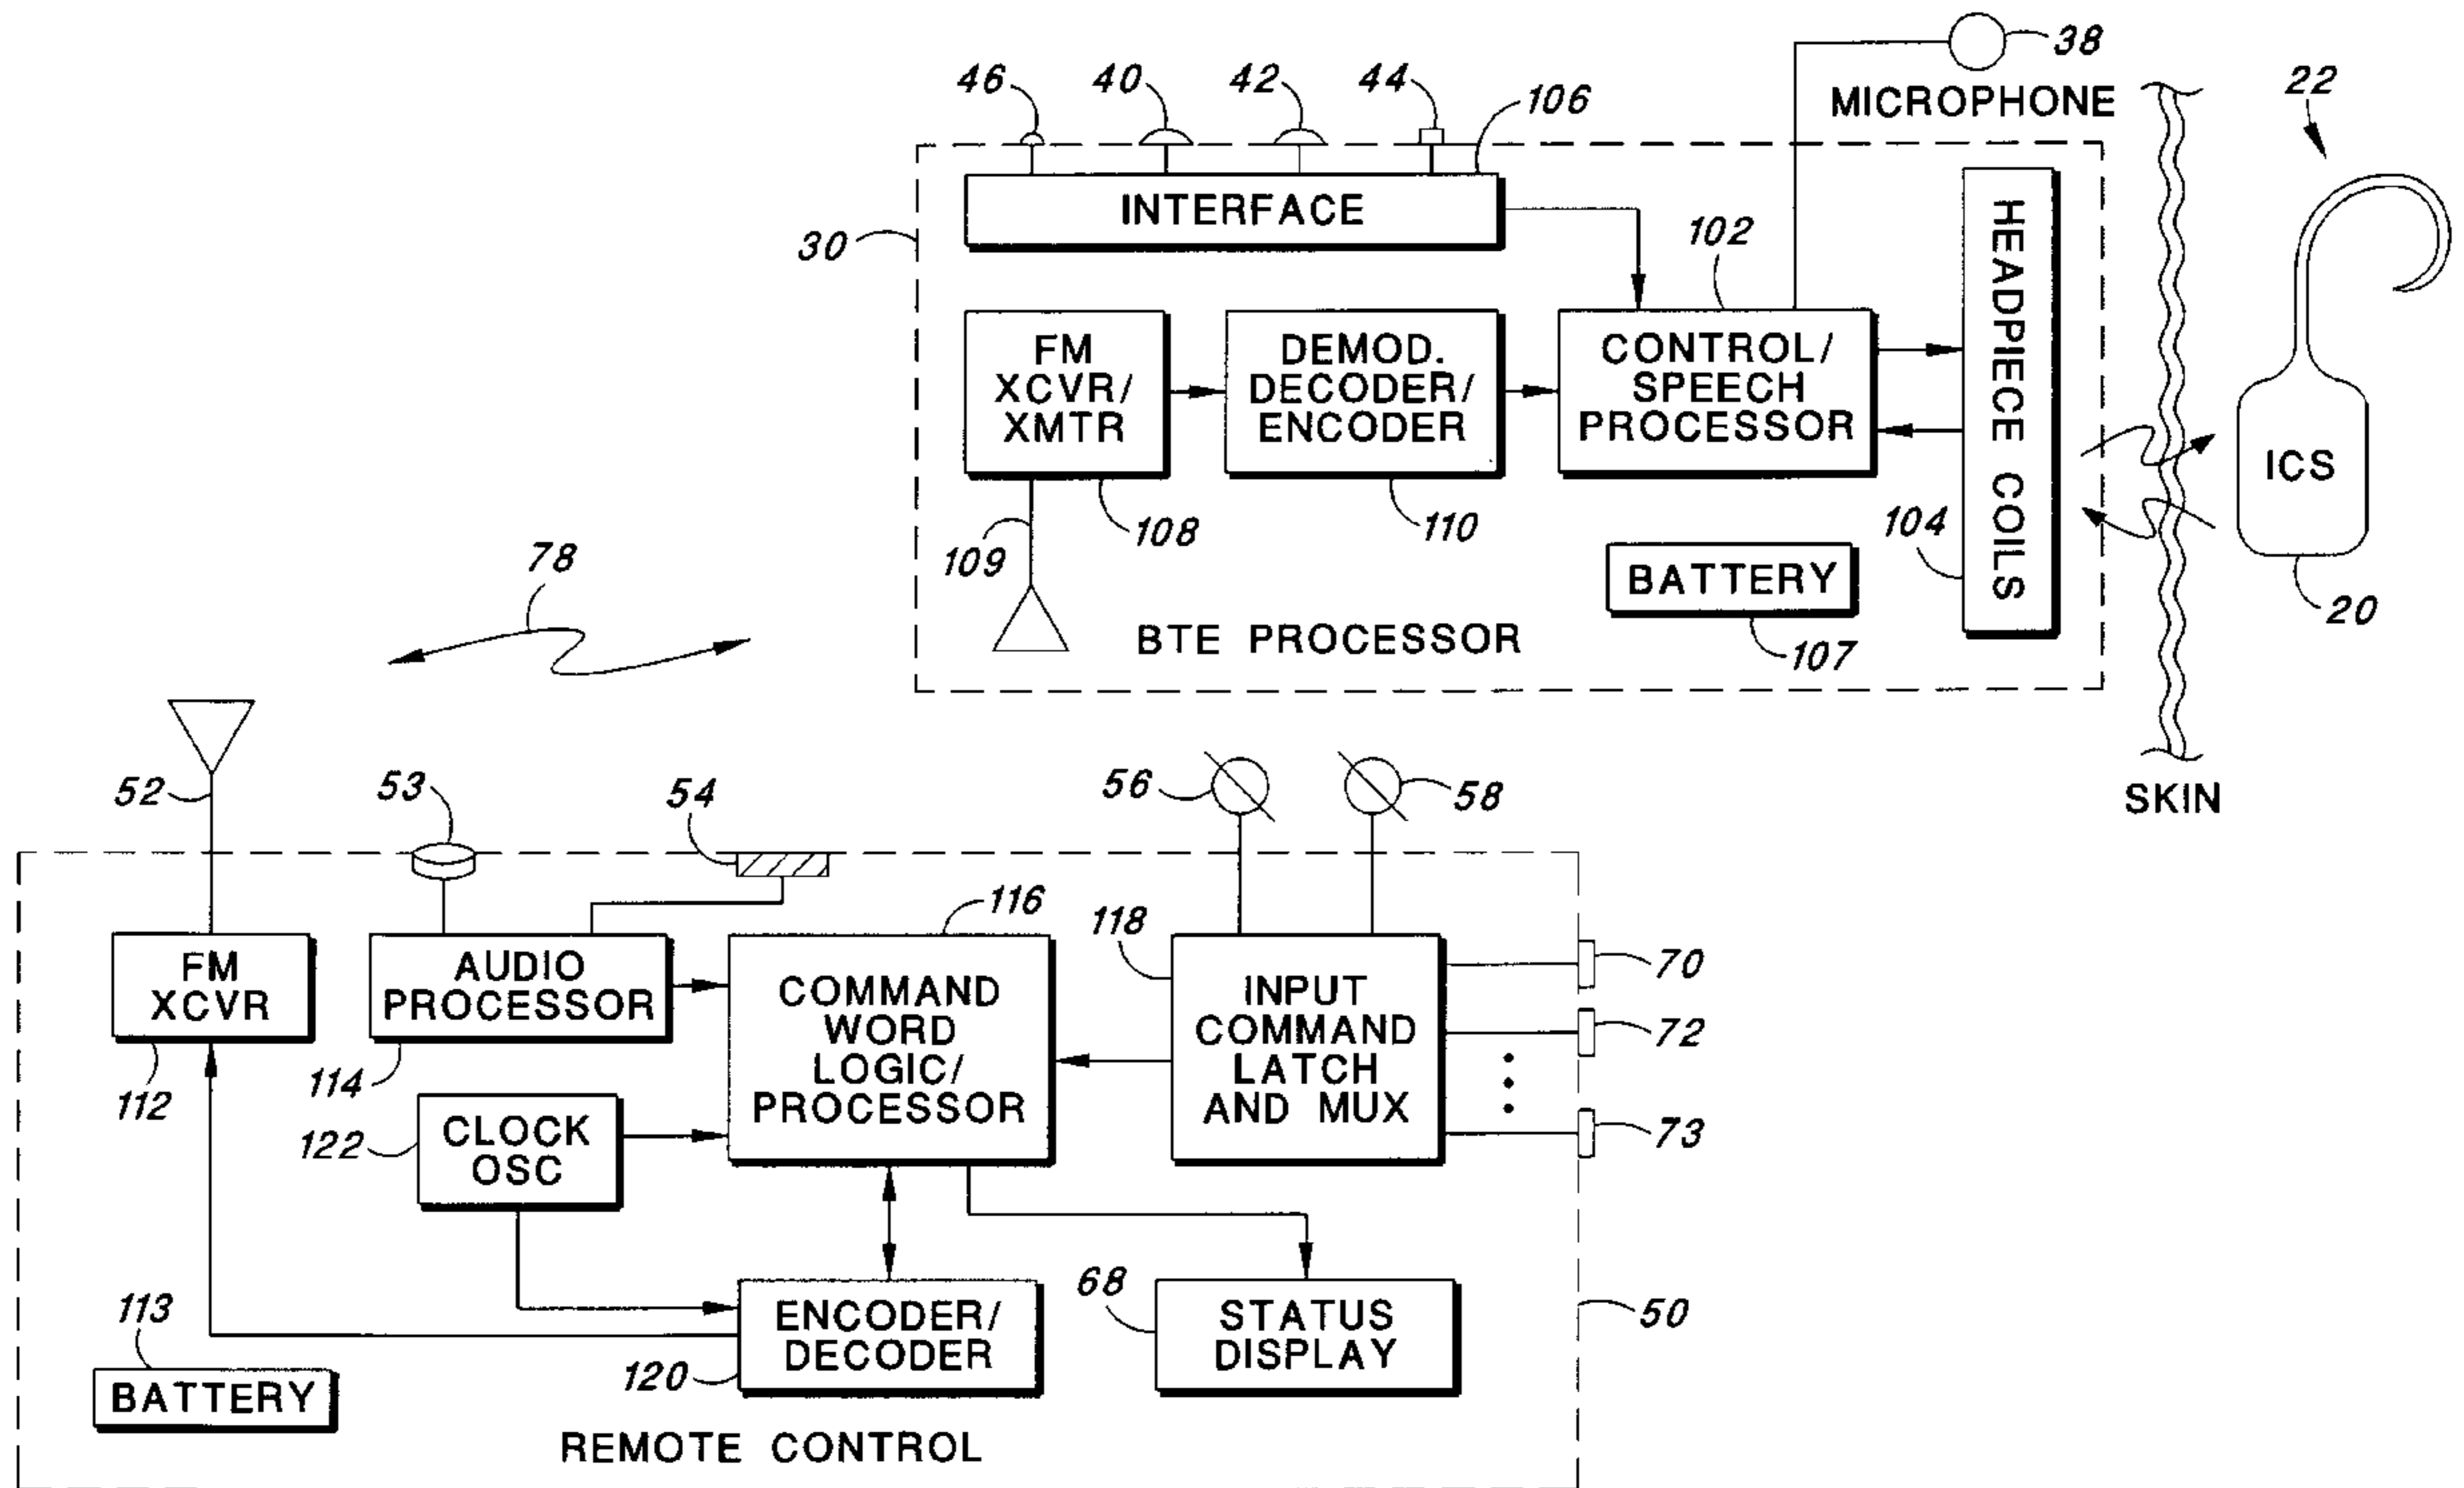 38
MICROPHONE
46
40
42
44
106
22
INTERFACE
30
102
HEADPIECE COILS
FM
XCVR/
XMTR
DEMOD.
DECODER/
ENCODER
CONTROL/
SPEECH
PROCESSOR
ICS
109
108
110
104
BATTERY
20
78
BTE PROCESSOR
107
52
53
54
56
58
SKIN
116
118
FM
XCVR
AUDIO
PROCESSOR
COMMAND
WORD
LOGIC/
PROCESSOR
INPUT
COMMAND
LATCH
AND MUX
70
72
73
112
114
122
CLOCK
OSC
113
68
50
ENCODER/
DECODER
STATUS
DISPLAY
120
BATTERY
REMOTE CONTROL